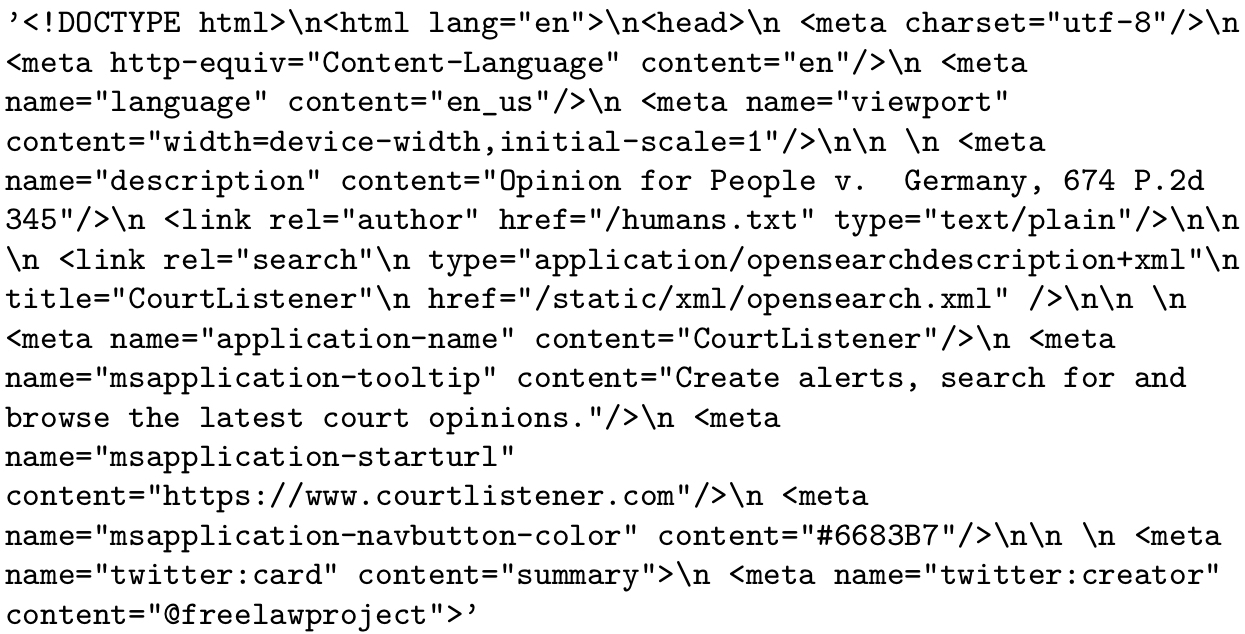 ’<!DOCTYPE html>\n<html lang="en">\n<head>\n <meta charset="utf-8"/>\n
<meta http-equiv="Content-Language" content="en"/>\n <meta
name="language" content="en_us"/>\n <meta name="viewport"
content="width=device-width,initial-scale=1"/>\n\n \n <meta
name="description" content="Opinion for People v.  Germany, 674 P.2d
345"/>\n <link rel="author" href="/humans.txt" type="text/plain"/>\n\n
\n <link rel="search"\n type="application/opensearchdescription+xml"\n
title="CourtListener"\n href="/static/xml/opensearch.xml" />\n\n \n
<meta name="application-name" content="CourtListener"/>\n <meta
name="msapplication-tooltip" content="Create alerts, search for and
browse the latest court opinions."/>\n <meta
name="msapplication-starturl"
content="https://www.courtlistener.com"/>\n <meta
name="msapplication-navbutton-color" content="#6683B7"/>\n\n \n <meta
name="twitter:card" content="summary">\n <meta name="twitter:creator"
content="@freelawproject">’